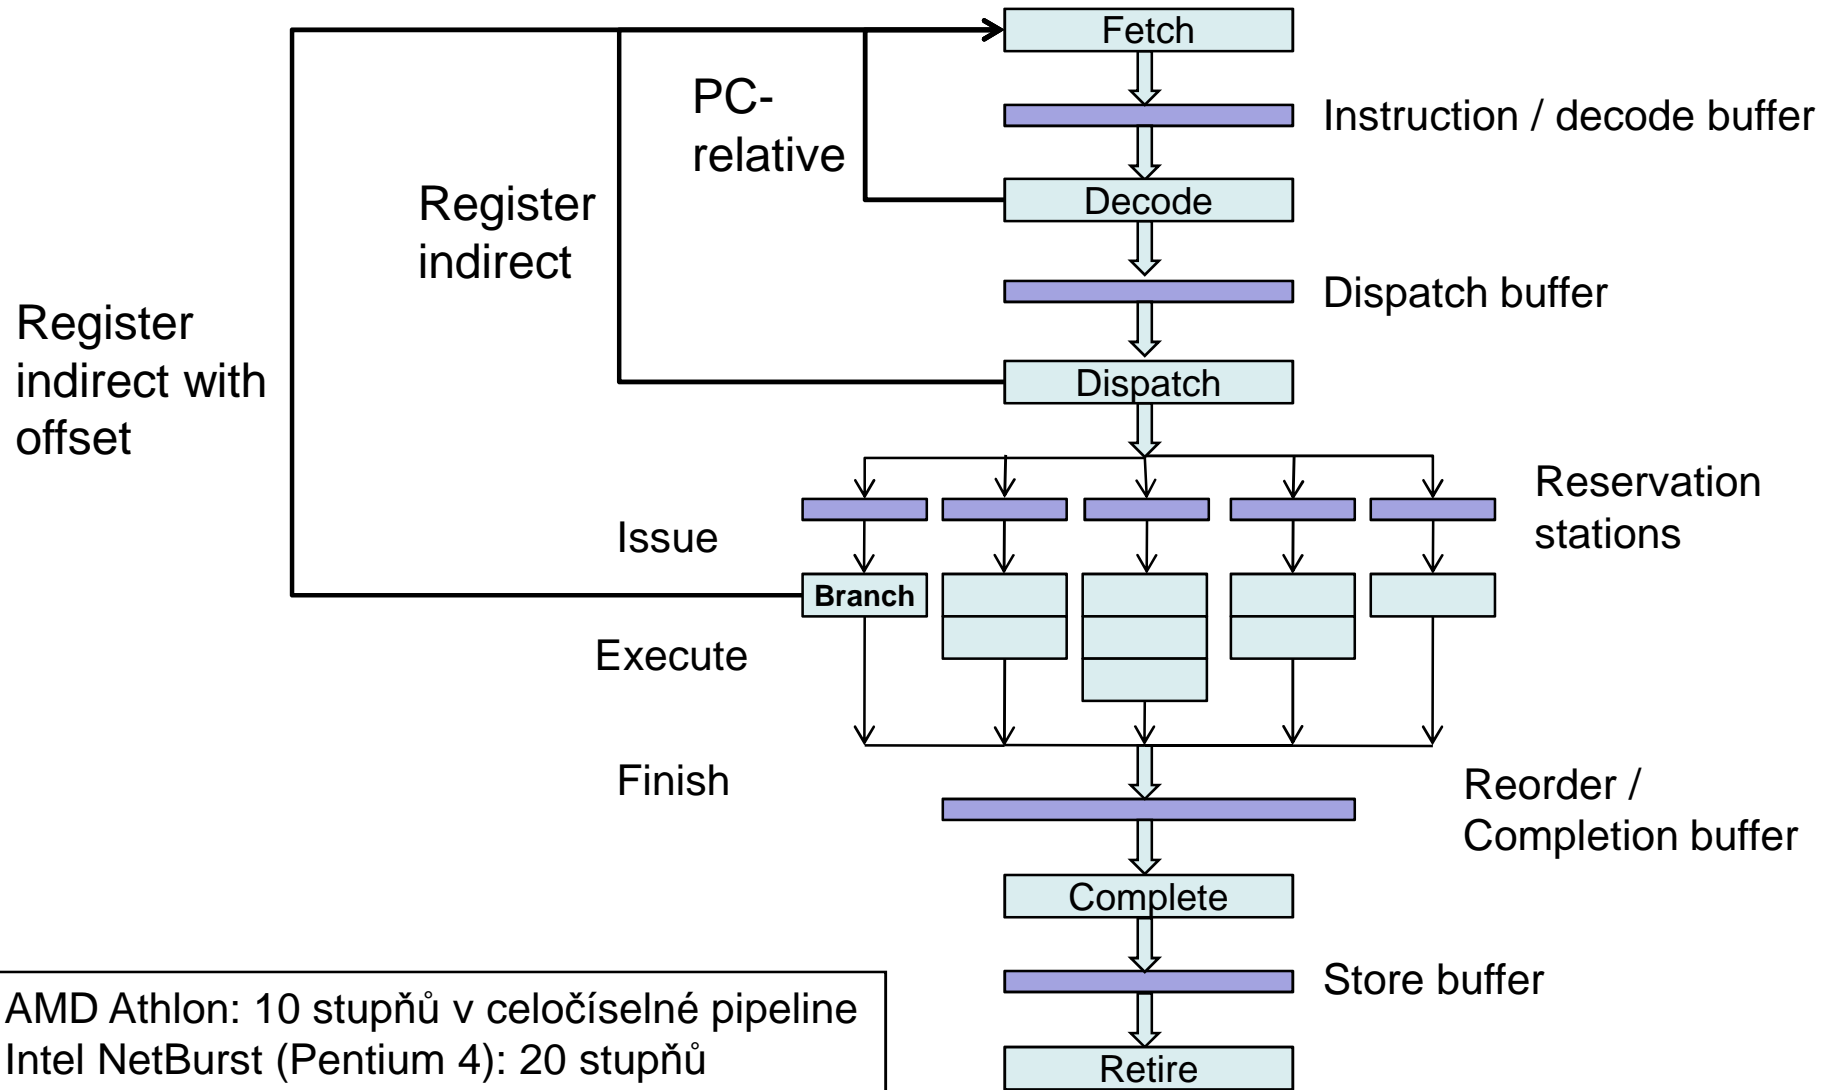 Fetch
PC-
relative
Instruction / decode buffer
Register
indirect
Decode
Register
indirect with
offset
Dispatch buffer
Dispatch
Reservation
stations
Issue
Branch
Execute
Finish
Reorder /
Completion buffer
Complete
Store buffer
AMD Athlon: 10 stupňů v celočíselné pipeline
Intel NetBurst (Pentium 4): 20 stupňů
Retire